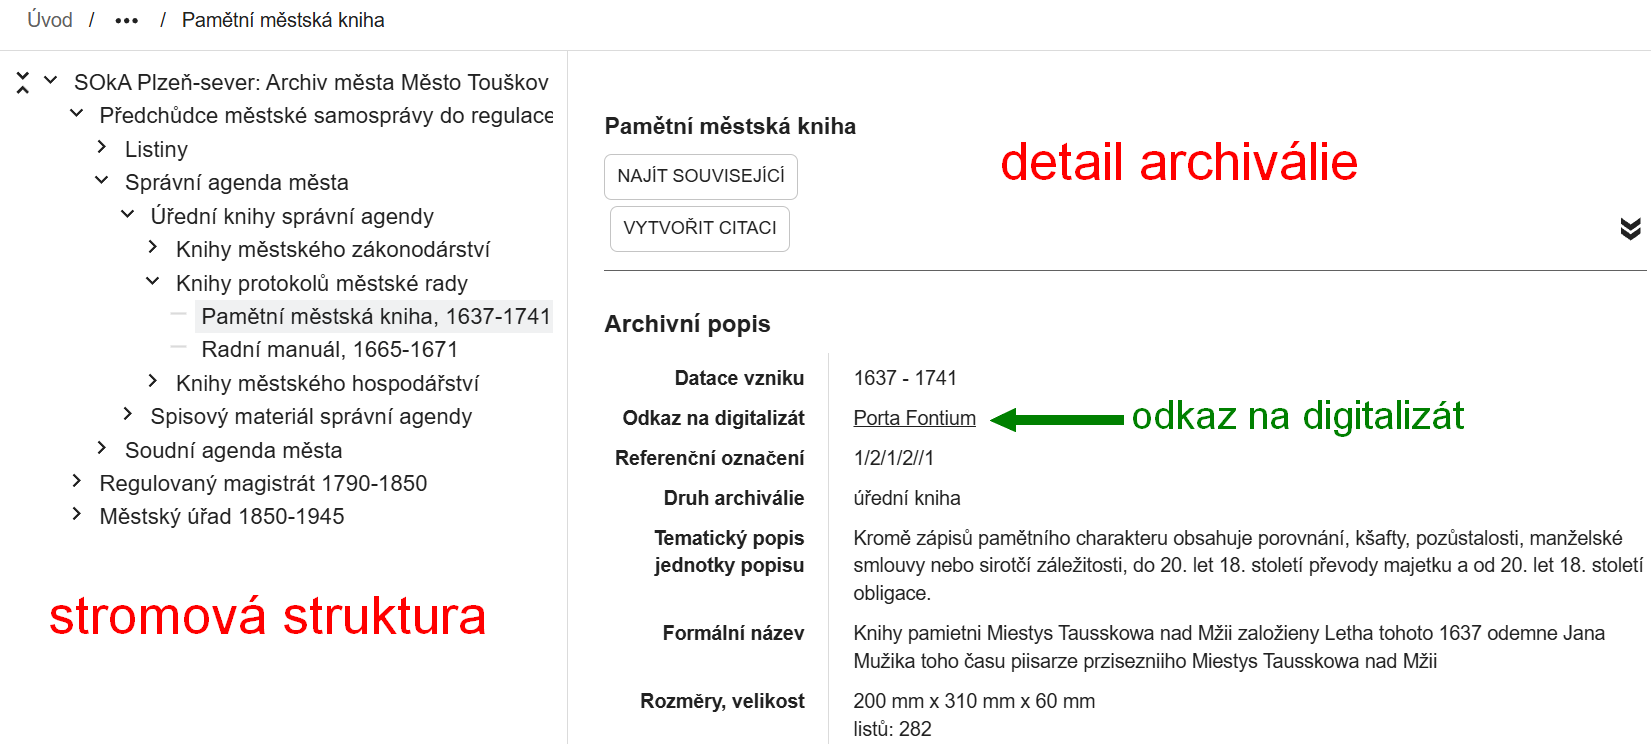 Úvod / ••• / Pamětní městská kniha
SOkA Plzeň-sever: Archiv města Město Touškov
Předchůdce městské samosprávy do regulace
Listiny
Správní agenda města
Úřední knihy správní agendy
Knihy městského zákonodárství
Knihy protokolů městské rady
Pamětní městská kniha, 1637-1741
Radní manuál, 1665-1671
Knihy městského hospodářství
Spisový materiál správní agendy
Soudní agenda města
Regulovaný magistrát 1790-1850
Městský úřad 1850-1945
stromová struktura
Pamětní městská kniha
detail archiválie
NAJÍT SOUVISEJÍCÍ
VYTVOŘIT CITACI
Archivní popis
Datace vzniku 1637 - 1741
Odkaz na digitalizát Porta Fontium odkaz na digitalizát
Referenční označení 1/2/1/2//1
Druh archiválie úřední kniha
Tematický popis jednotky popisu
Kromě zápisů pamětního charakteru obsahuje porovnání, kšafty, pozůstalosti, manželské
smlouvy nebo sirotčí záležitosti, do 20. let 18. století převody majetku a od 20. let 18. století
obligace.
Formální název Knihy pamietni Miestys Tausskowa nad Mžii založieny Letha tohoto 1637 odemne Jana
Mužika toho času piisarze przisezniiho Miestys Tausskowa nad Mžii
Rozměry, velikost 200 mm x 310 mm x 60 mm
listů: 282